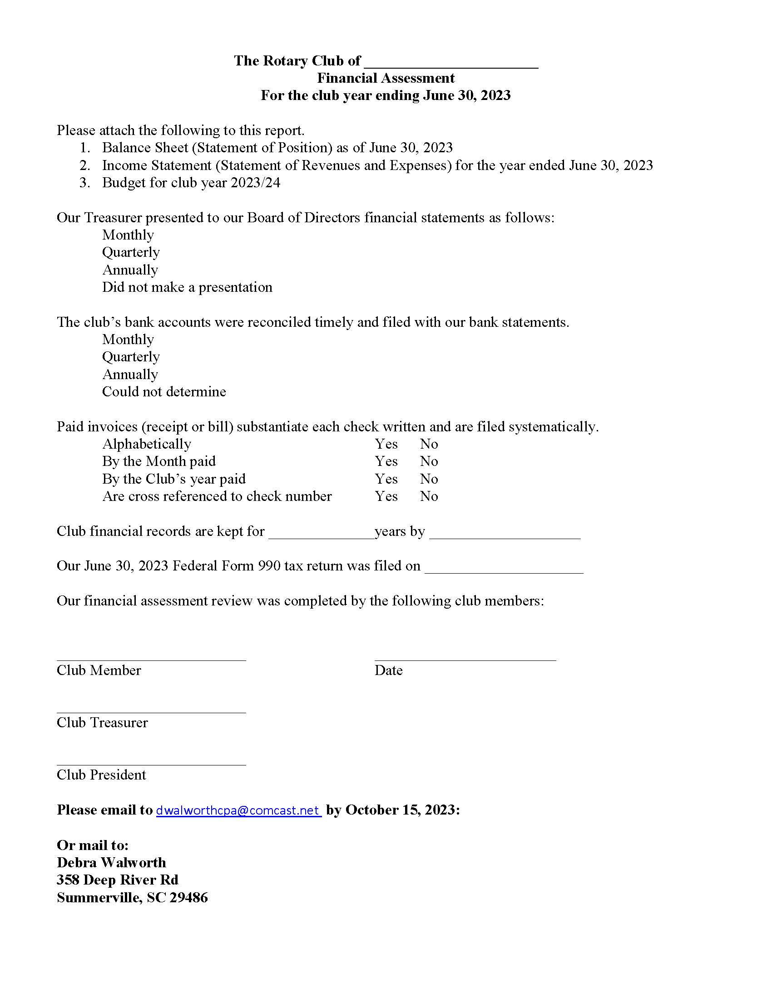 The Rotary Club of _______________________
Financial Assessment
For the club year ending June 30, 2023
Please attach the following to this report.
1. Balance Sheet (Statement of Position) as of June 30, 2023
2. Income Statement (Statement of Revenues and Expenses) for the year ended June 30, 2023
3. Budget for club year 2023/24
Our Treasurer presented to our Board of Directors financial statements as follows:
Monthly
Quarterly
Annually
Did not make a presentation
The club’s bank accounts were reconciled timely and filed with our bank statements.
Monthly
Quarterly
Annually
Could not determine
Paid invoices (receipt or bill) substantiate each check written and are filed systematically.
Alphabetically Yes No
By the Month paid Yes No
By the Club’s year paid Yes No
Are cross referenced to check number Yes No
Club financial records are kept for ______________years by ____________________
Our June 30, 2023 Federal Form 990 tax return was filed on _____________________
Our financial assessment review was completed by the following club members:
_________________________ ________________________
Club Member Date
_________________________
Club Treasurer
_________________________
Club President
Please email to dwalworthcpa@comcast.net by October 15, 2023:
Or mail to:
Debra Walworth
358 Deep River Rd
Summerville, SC 29486